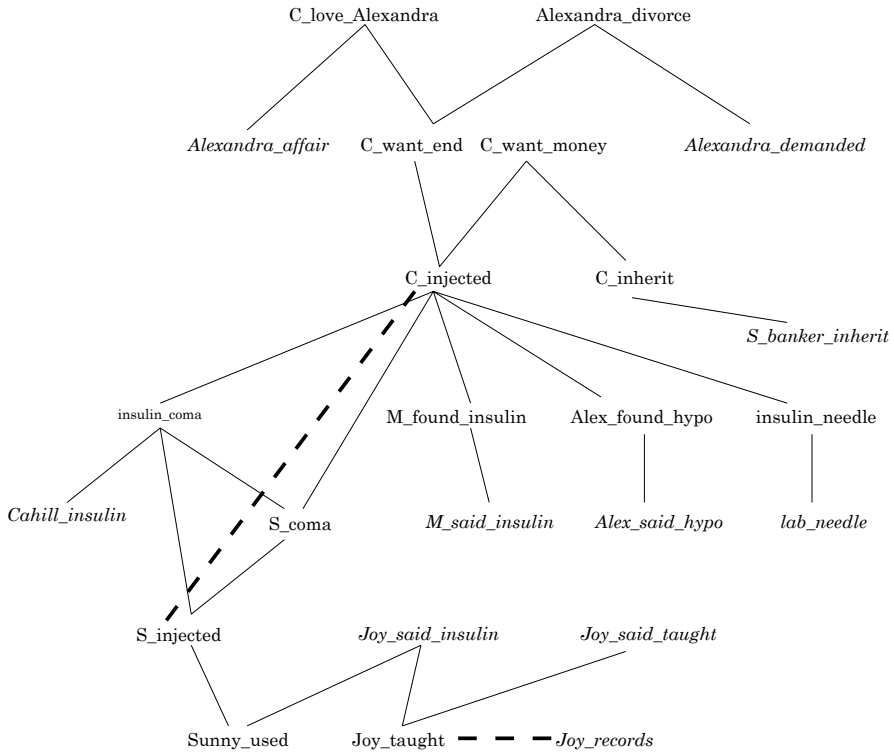 C_love_Alexandra Alexandra_divorce
Alexandra_affair C_want_end C_want_money Alexandra_demanded
C_injected C_inherit
S_banker_inherit
insulin_coma M_found_insulin Alex_found_hypo insulin_needle
Cahill_insulin S_coma M_said_insulin Alex_said_hypo lab_needle
S_injected Joy_said_insulin Joy_said_taught
Sunny_used Joy_taught Joy_records